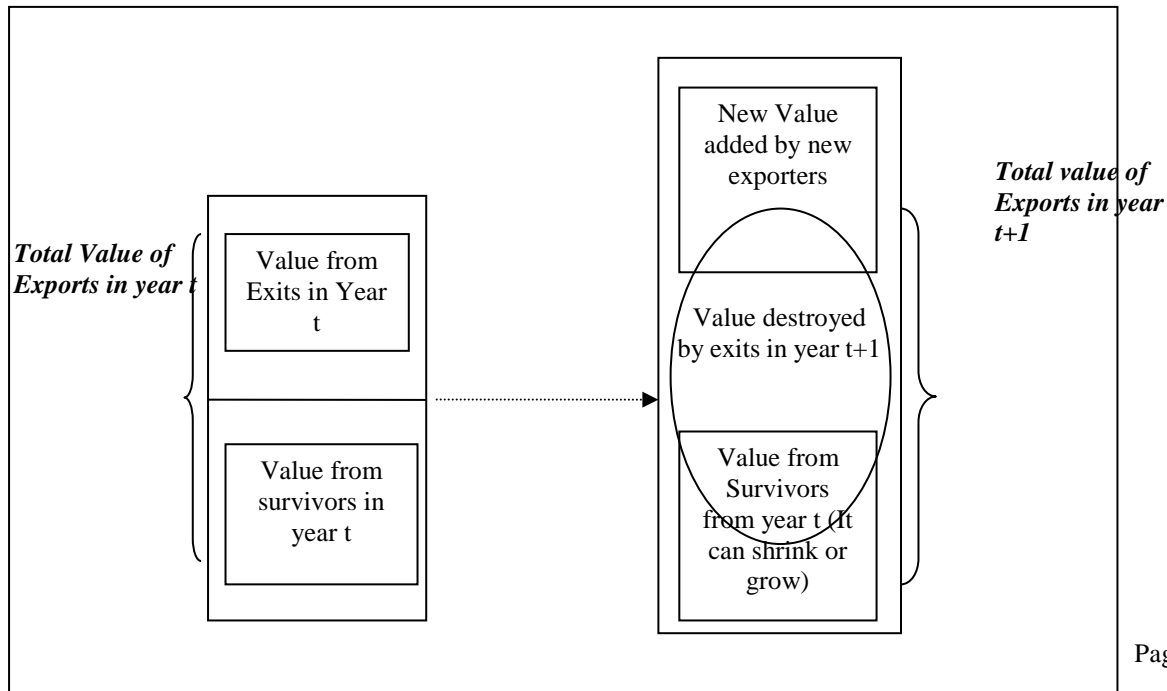 Total Value of
Exports in year t
Value from
Exits in Year
t
Value from
survivors in
year t
New Value
added by new
exporters
Value destroyed
by exits in year t+1
Value from
Survivors
from year t (It
can shrink or
grow)
Total value of
Exports in year
t+1
Pag